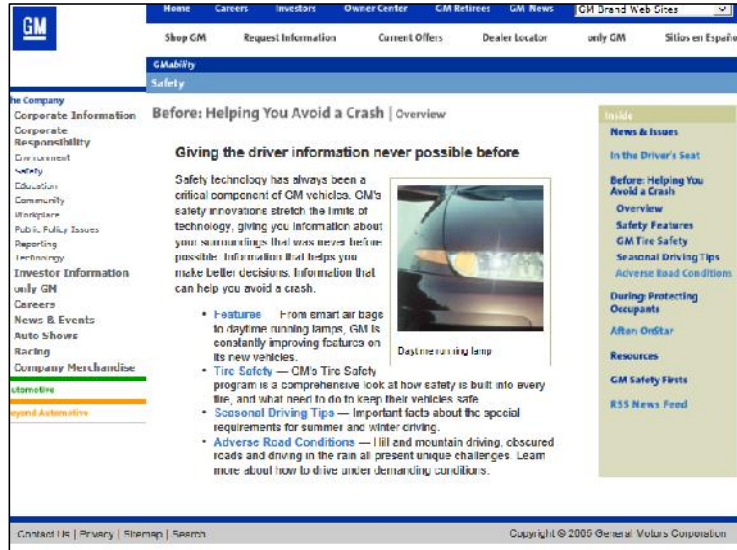 GM
Home Careers Investors Owner Center GM Retirees GM News GM Brand Web Sites
Shop GM Request Information Current Offers Dealer Locator only GM Sitios en Españo
GMability
Safety
he Company
Corporate Information
Corporate
Responsibility
Environment
Safety
Education
Community
Workplace
Public Policy Issues
Reporting
Technology
Investor Information
only GM
Careers
News & Events
Auto Shows
Racing
Company Merchandise
utomotive
eyond Automotive
Before: Helping You Avoid a Crash | Overview
Giving the driver information never possible before
Safety technology has always been a
critical component of GM vehicles. GM's
safety innovations stretch the limits of
technology, giving you information about
your surroundings that was never before
possible. Information that helps you
make better decisions. Information that
can help you avoid a crash.
Daytime running lamp
• Features — From smart air bags
to daytime running lamps, GM is
constantly improving features on
its new vehicles.
• Tire Safety — GM's Tire Safety
program is a comprehensive look at how safety is built into every
tire, and what need to do to keep their vehicles safe.
• Seasonal Driving Tips — Important facts about the special
requirements for summer and winter driving.
• Adverse Road Conditions — Hill and mountain driving, obscured
roads and driving in the rain all present unique challenges. Learn
more about how to drive under demanding conditions.
Inside
News & Issues
In the Driver's Seat
Before: Helping You
Avoid a Crash
Overview
Safety Features
GM Tire Safety
Seasonal Driving Tips
Adverse Road Conditions
During: Protecting
Occupants
After: OnStar
Resources
GM Safety Firsts
RSS News Feed
Contact Us | Privacy | Sitemap | Search
Copyright © 2005 General Motors Corporation